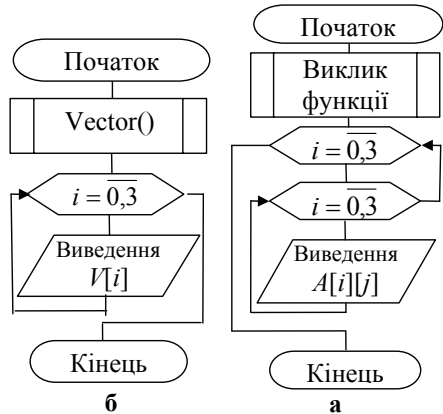 Початок
Vector()
i = 0,3
Виведення
V[i]
Кінець
б
Початок
Виклик
функції
i = 0,3
i = 0,3
Виведення
A[i][j]
Кінець
а